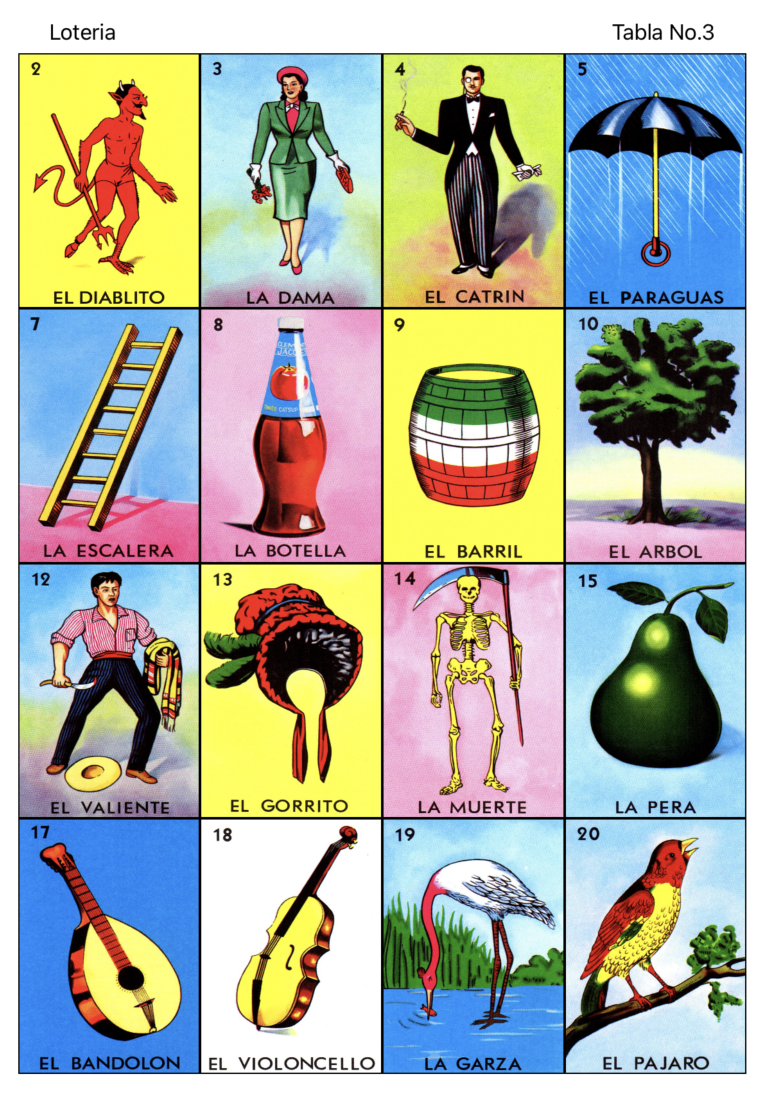 Loteria Tabla No.3
2 3 4 5
EL DIABLITO LA DAMA EL CATRIN EL PARAGUAS
7 8 9 10
CATSUP
LA ESCALERA LA BOTELLA EL BARRIL EL ARBOL
12 13 14 15
EL VALIENTE EL GORRITO LA MUERTE LA PERA
17 18 19 20
EL BANDOLON EL VIOLONCELLO LA GARZA EL PAJARO